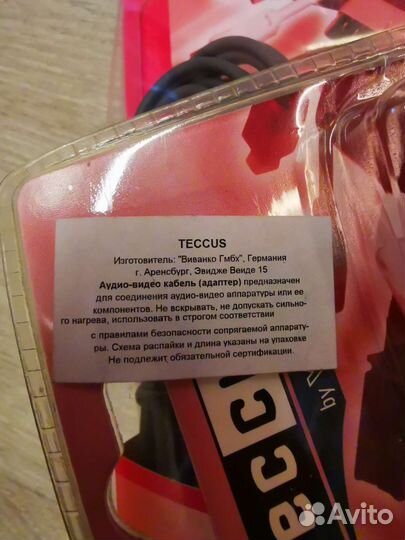 TECCUS
Изготовитель: "Виванко Гмбх", Германия
г. Аренсбург, Эвидже Веиде 15
Аудио-видео кабель (адаптер) предназначен
для соединения аудио-видео аппаратуры или ее
компонентов. Не вскрывать, не допускать сильно-
го нагрева, использовать в строгом соответствии
с правилами безопасности сопрягаемой аппарату-
ры. Схема распайки и длина указаны на упаковке
Не подлежит обязательной сертификации.
by
Avito